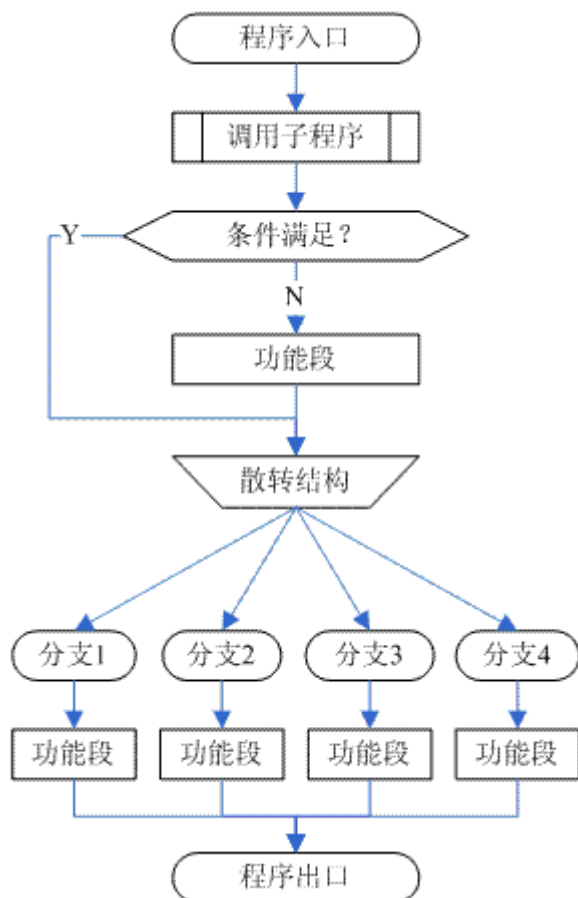 程序入口
调用子程序
条件满足？
Y
N
功能段
散转结构
分支1
分支2
分支3
分支4
功能段
功能段
功能段
功能段
程序出口